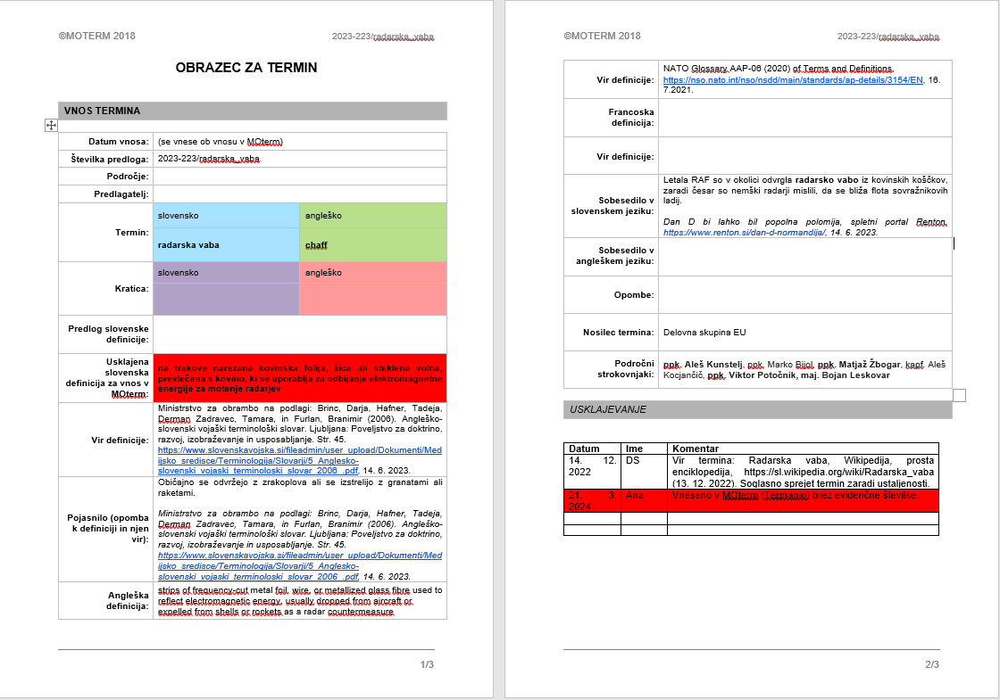 ©MOTERM 2018
2023-223/radarska_vaba
OBRAZEC ZA TERMIN
VNOS TERMINA
Datum vnosa:
(se vnese ob vnosu v MOterm)
Številka predloga:
2023-223/radarska_vaba
Področje:
Predlagatelj:
Termin:
slovensko
angleško
radarska vaba
chaff
Kratica:
slovensko
angleško
Predlog slovenske
definicije:
Usklajena
slovenska
definicija za vnos v
MOterm:
na trakove narezana kovinska folija, žica ali steklena volna,
prevlečena s kovino, ki se uporablja za odbijanje elektromagnetne
energije za motenje radarjev
Vir definicije:
Ministrstvo za obrambo na podlagi: Brinc, Darja, Hafner, Tadeja,
Derman Zadravec, Tamara, in Furlan, Branimir (2006). Angleško-
slovenski vojaški terminološki slovar. Ljubljana: Poveljstvo za doktrino,
razvoj, izobraževanje in usposabljanje. Str. 45.
https://www.slovenskavojska.si/fileadmin/user_upload/Dokumenti/Med
ijsko_sredisce/Terminologija/Slovarji/5_Anglesko-
slovenski_vojaski_terminoloski_slovar_2006_.pdf, 14. 6. 2023.
Pojasnilo (opomba
k definiciji in njen
vir):
Običajno se odvržejo z zrakoplova ali se izstrelijo z granatami ali
raketami.
Ministrstvo za obrambo na podlagi: Brinc, Darja, Hafner, Tadeja,
Derman Zadravec, Tamara, in Furlan, Branimir (2006). Angleško-
slovenski vojaški terminološki slovar. Ljubljana: Poveljstvo za doktrino,
razvoj, izobraževanje in usposabljanje. Str. 45.
https://www.slovenskavojska.si/fileadmin/user_upload/Dokumenti/Med
ijsko_sredisce/Terminologija/Slovarji/5_Anglesko-
slovenski_vojaski_terminoloski_slovar_2006_.pdf, 14. 6. 2023.
Angleška
definicija:
strips of frequency-cut metal foil, wire, or metallized glass fibre used to
reflect electromagnetic energy, usually dropped from aircraft or
expelled from shells or rockets as a radar countermeasure
1/3
©MOTERM 2018
2023-223/radarska_vaba
Vir definicije:
NATO Glossary AAP-06 (2020) of Terms and Definitions,
https://nso.nato.int/nso/nsdd/main/standards/ap-details/3154/EN, 16.
7.2021.
Francoska
definicija:
Vir definicije:
Sobesedilo v
slovenskem jeziku:
Letala RAF so v okolici odvrgla radarsko vabo iz kovinskih koščkov,
zaradi česar so nemški radarji mislili, da se bliža flota sovražnikovih
ladij.
Dan D bi lahko bil popolna polomija, spletni portal Renton,
https://www.renton.si/dan-d-normandija/, 14. 6. 2023.
Sobesedilo v
angleškem jeziku:
Opombe:
Nosilec termina:
Delovna skupina EU
Področni
strokovnjaki:
ppk. Aleš Kunstelj, ppk. Marko Bijol, ppk. Matjaž Žbogar, kapf. Aleš
Kocjančič, ppk. Viktor Potočnik, maj. Bojan Leskovar
USKLAJEVANJE
Datum
Ime
Komentar
14. 12.
2022
DS
Vir termina: Radarska vaba, Wikipedija, prosta
enciklopedija, https://sl.wikipedia.org/wiki/Radarska_vaba
(13. 12. 2022). Soglasno sprejet termin zaradi ustaljenosti.
21. 3.
2024
Ana
Vneseno v MOterm (Termania) brez evidenčne številke.
2/3